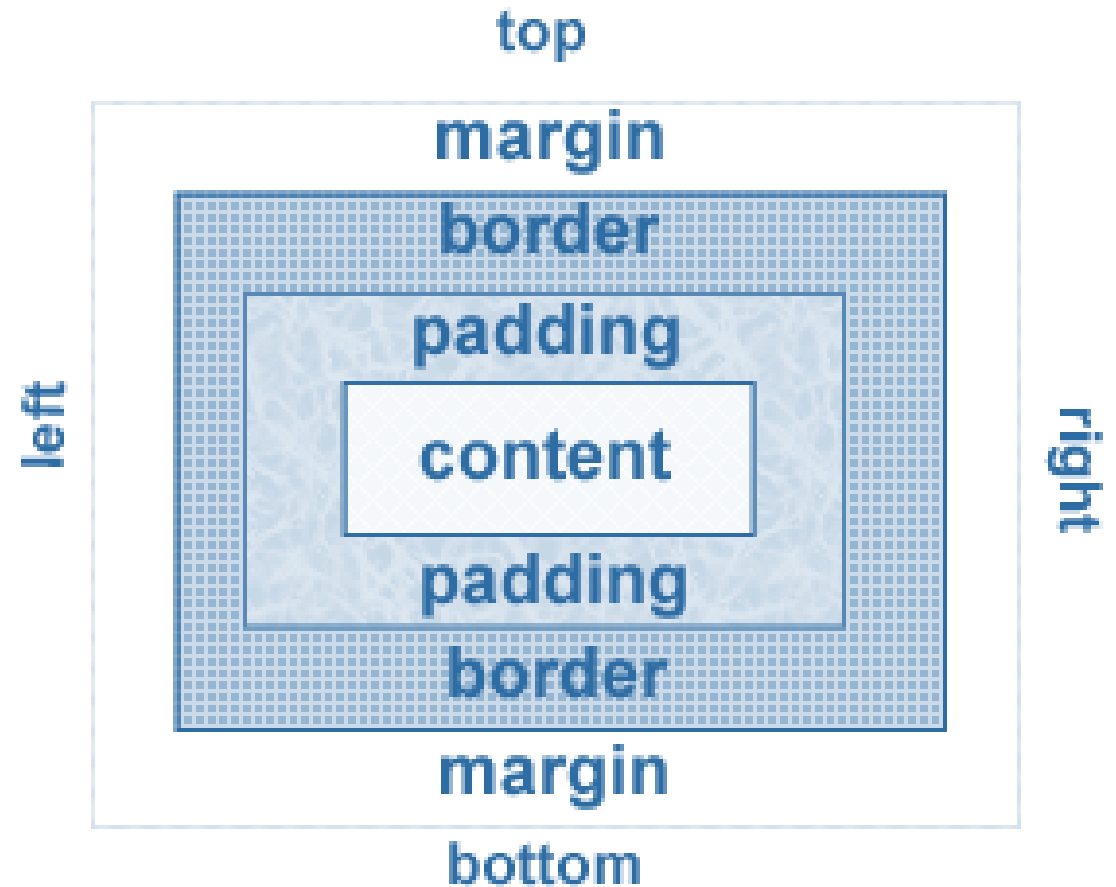 top
margin
border
padding
left
content
right
padding
border
margin
bottom